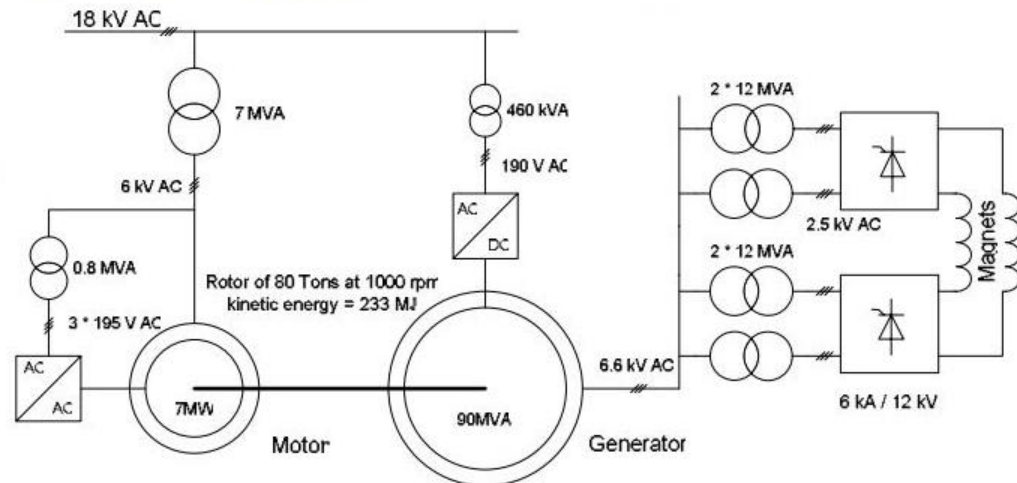 18 kV AC
7 MVA
460 kVA
2 * 12 MVA
190 V AC
6 kV AC
AC
DC
2.5 kV AC
Magnets
0.8 MVA
Rotor of 80 Tons at 1000 rpm
kinetic energy = 233 MJ
2 * 12 MVA
3 * 195 V AC
6.6 kV AC
AC
AC
7MW
90MVA
6 kA / 12 kV
Motor
Generator